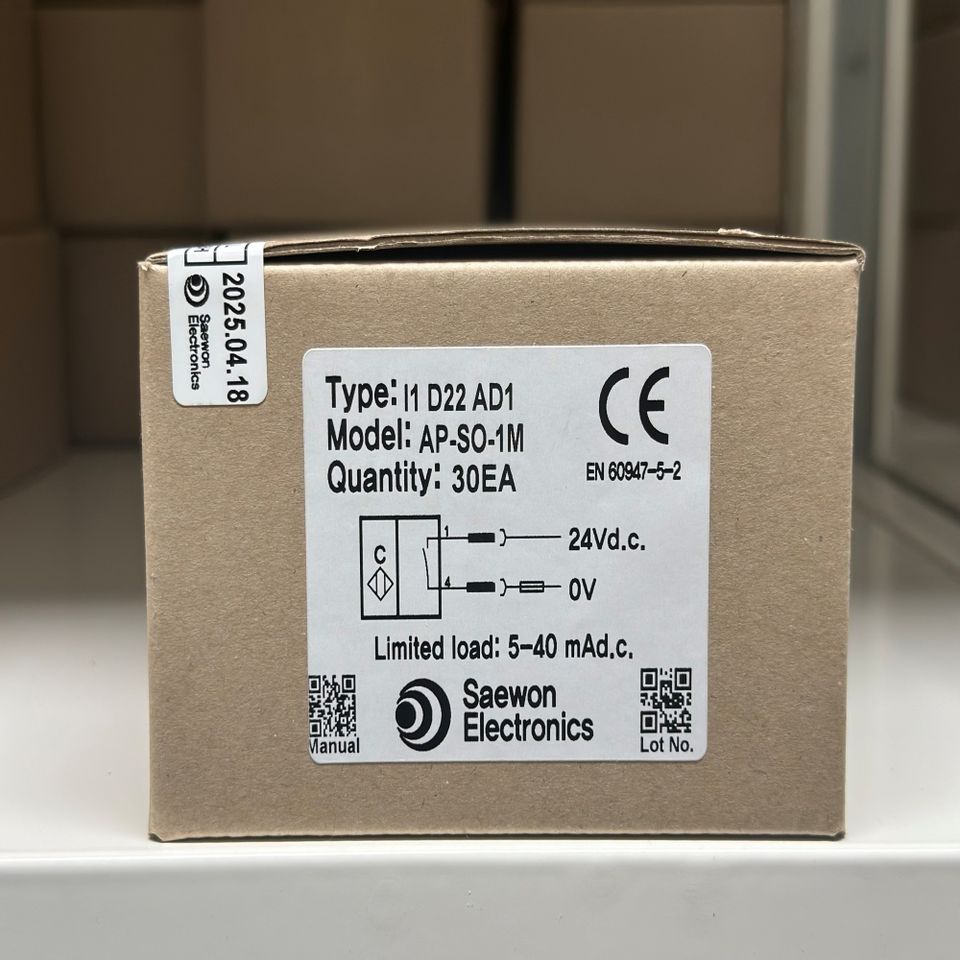 2025.04.18
Saewon
Electronics
Type: I1 D22 AD1
Model: AP-SO-1M
Quantity: 30EA
CE
EN 60947-5-2
1
24Vd.c.
C
4
0V
Limited load: 5-40 mAd.c.
Saewon
Electronics
Manual
Lot No.